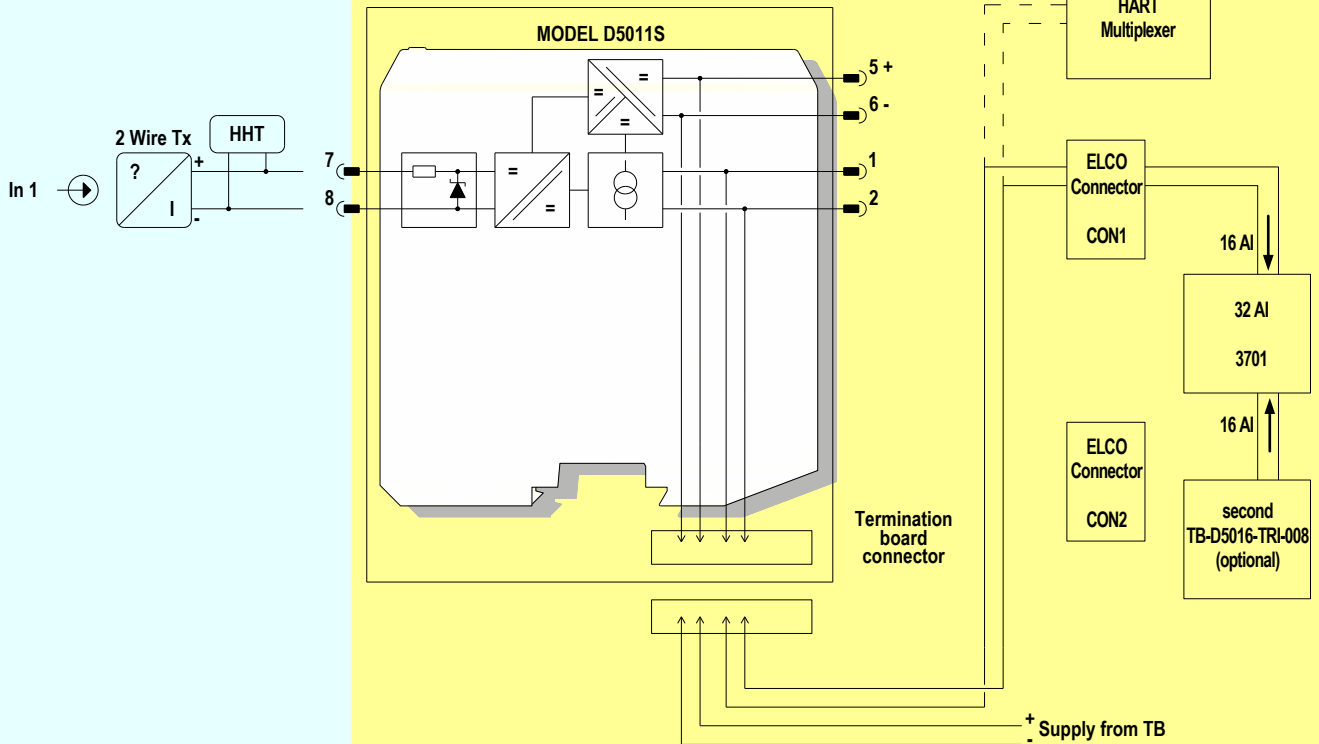 HART
Multiplexer
MODEL D5011S
5 +
=
=
=
6 -
2 Wire Tx
HHT
ELCO
Connector
CON1
?
I
+
-
In 1
7
8
=
=
1
2
16 AI
32 AI
3701
16 AI
ELCO
Connector
CON2
second
TB-D5016-TRI-008
(optional)
Termination
board
connector
+
-
Supply from TB